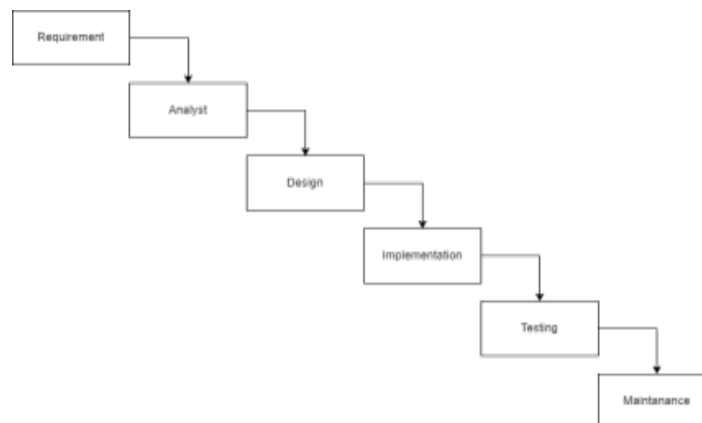 Requirement
Analyst
Design
Implementation
Testing
Maintanance